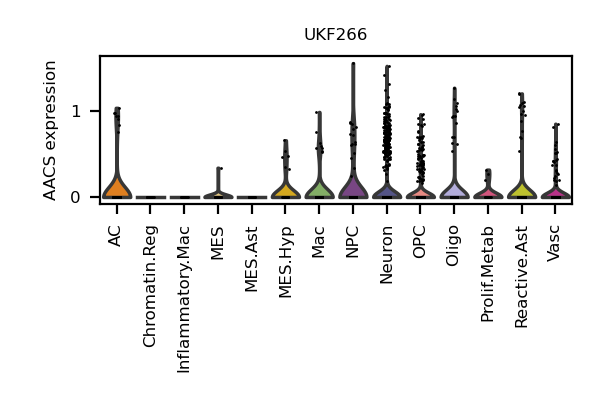 UKF266
AACS expression
1
0
AC
Chromatin.Reg
Inflammatory.Mac
MES
MES.Ast
MES.Hyp
Mac
NPC
Neuron
OPC
Oligo
Prolif.Metab
Reactive.Ast
Vasc